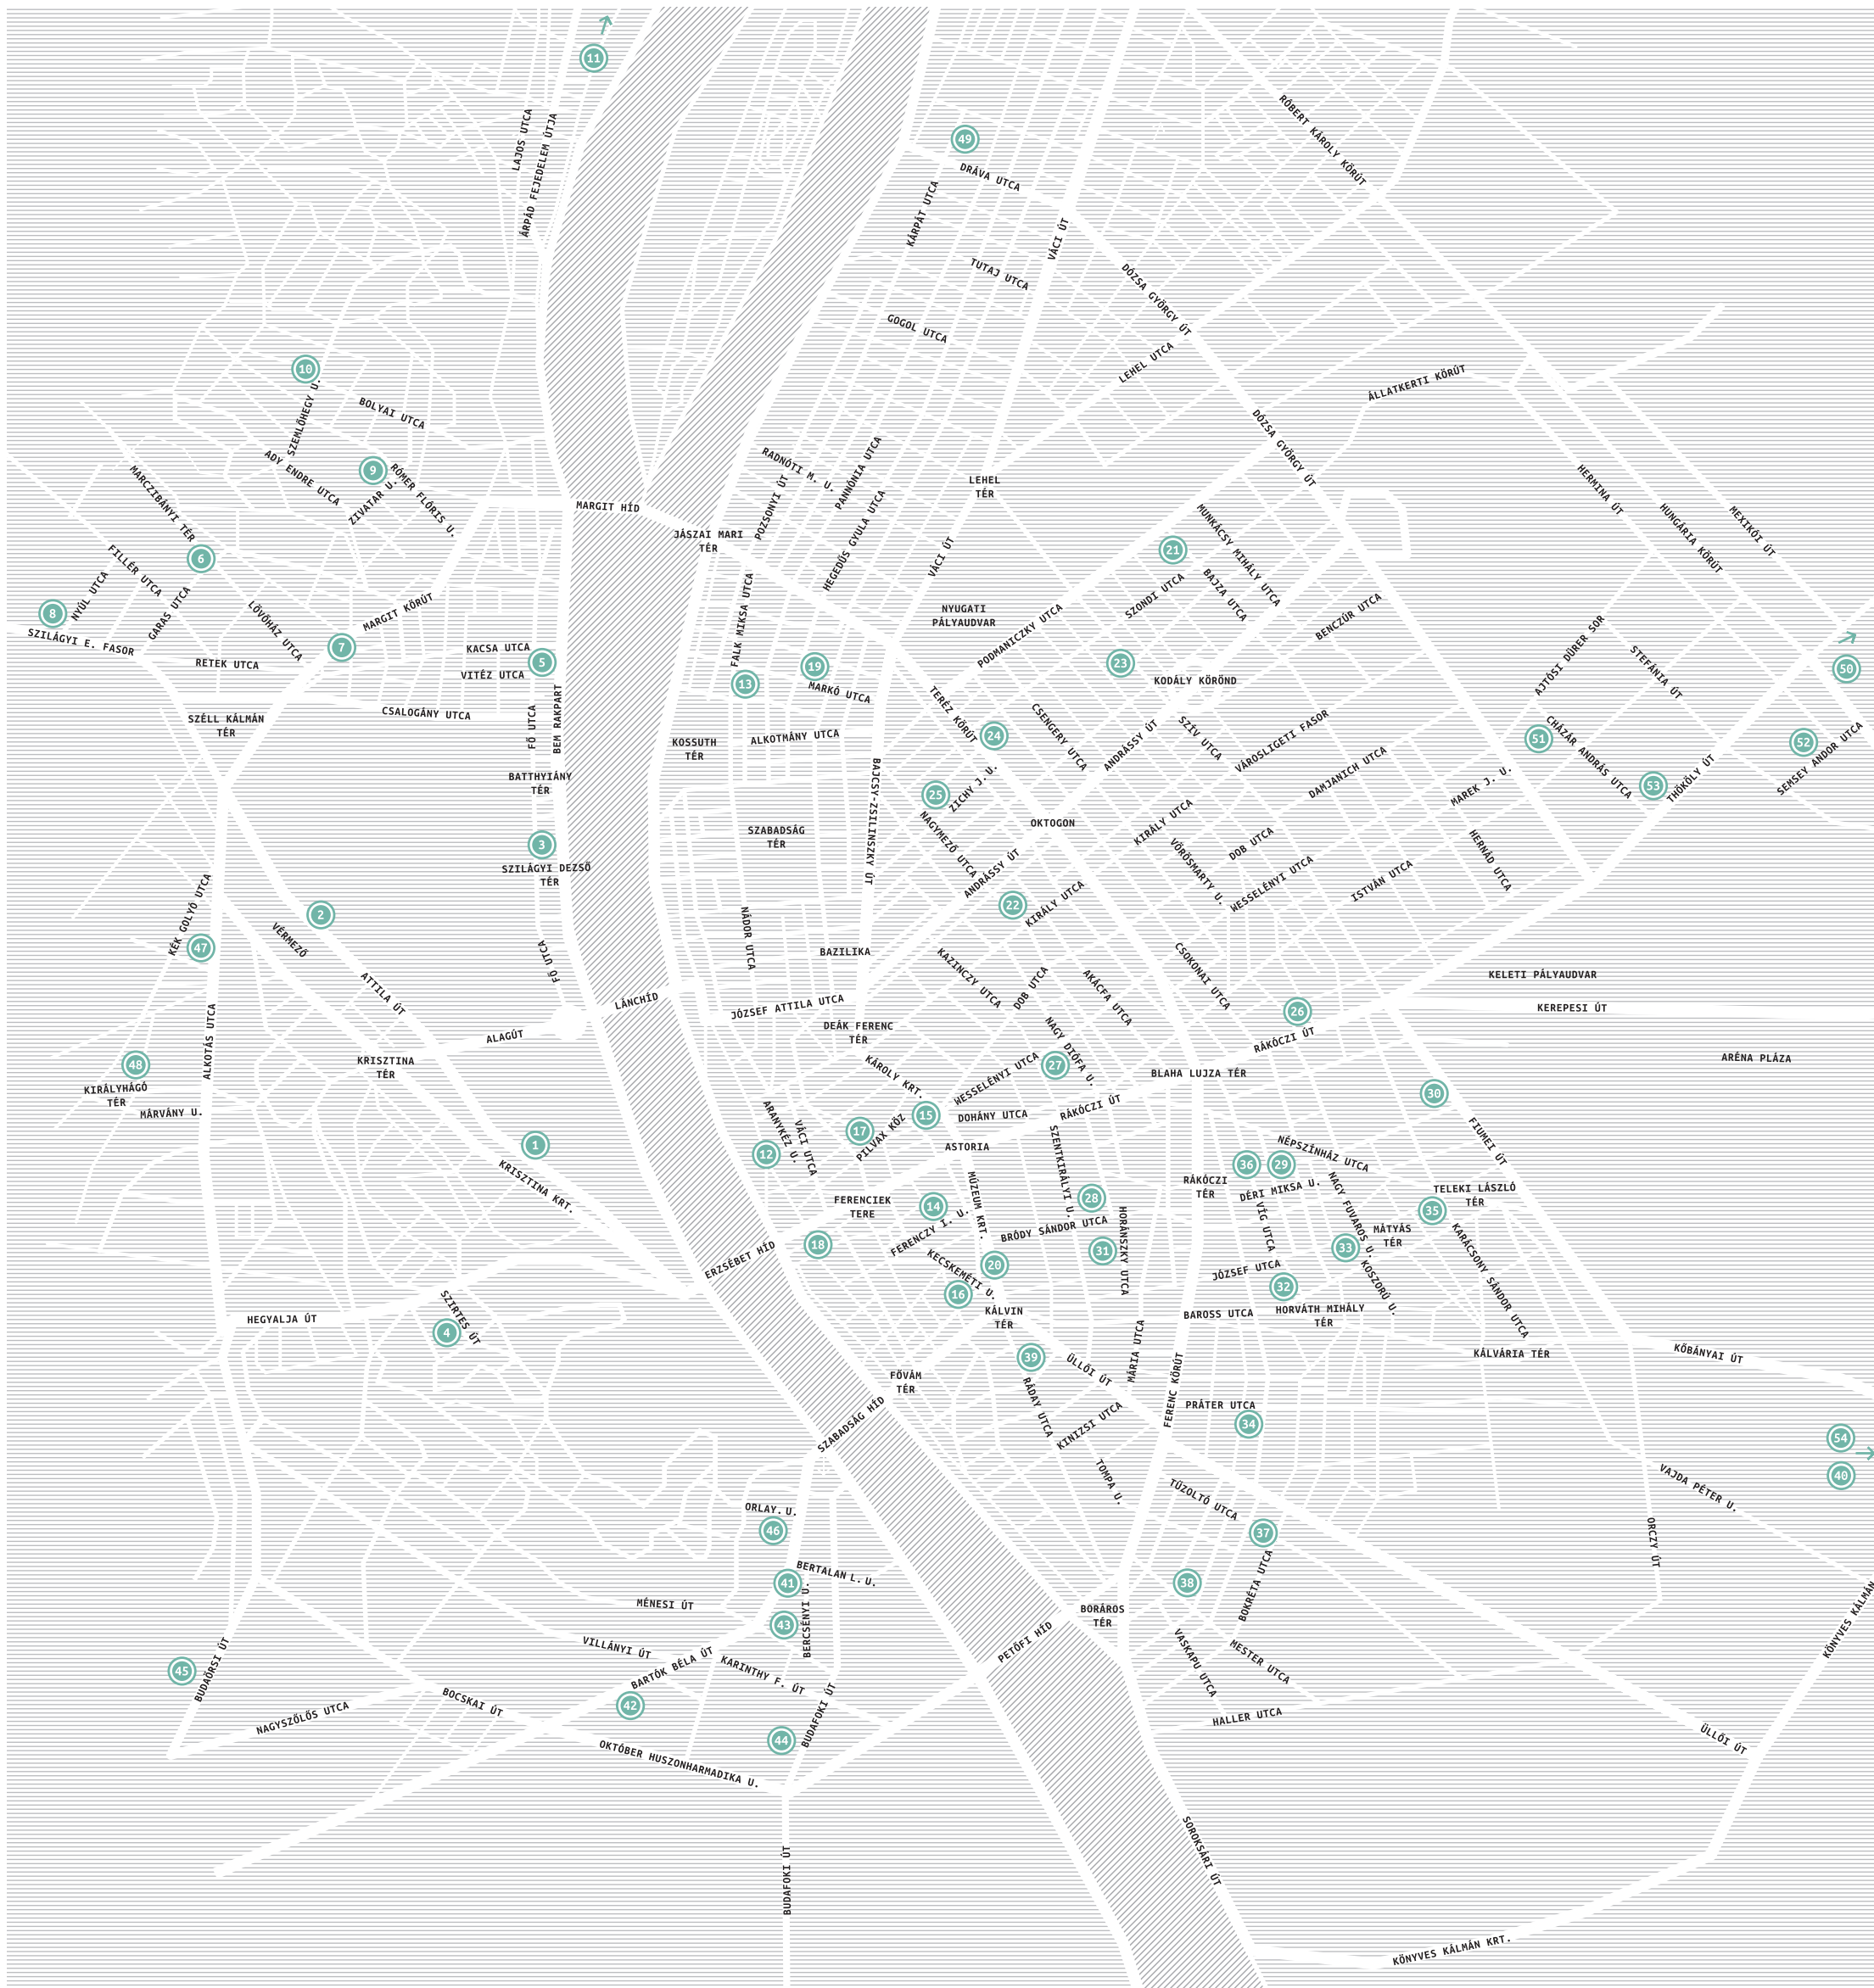 11
49
LAJOS UTCA
ÁRPÁD FEJEDELEM ÚTJA
RÓBERT KÁROLY KÖRÚT
DRÁVA UTCA
KÁRPÁT UTCA
VÁCI ÚT
TUTAJ UTCA
DÓZSA GYÖRGY ÚT
GOGOL UTCA
LEHEL UTCA
10
SZEMLŐHEGY U.
BOLYAI UTCA
ÁLLATKERTI KÖRÚT
DÓZSA GYÖRGY ÚT
ADY ENDRE UTCA
9
RÓMER FLÓRIS U.
ZIVATAR U.
MARCZIBÁNYI TÉR
RADNÓTI M. U.
PANNÓNIA UTCA
POZSONYI ÚT
HEGEDŰS GYULA UTCA
LEHEL
TÉR
HERMINA ÚT
HUNGÁRIA KÖRÚT
MEXIKÓI ÚT
MARGIT HÍD
JÁSZAI MARI
TÉR
VÁCI ÚT
MUNKÁCSY MIHÁLY UTCA
21
6
FILLÉR UTCA
NYÚL UTCA
GARAS UTCA
8
LÖVŐHÁZ UTCA
MARGIT KÖRÚT
FALK MIKSA UTCA
NYUGATI
PÁLYAUDVAR
SZONDI UTCA
BAJZA UTCA
BENCZÚR UTCA
PODMANICZKY UTCA
AJTÓSI DÜRER SOR
STEFÁNIA ÚT
50
SZILÁGYI E. FASOR
RETEK UTCA
7
KACSA UTCA
5
VITÉZ UTCA
19
13
MARKÓ UTCA
23
KODÁLY KÖRÖND
CSALOGÁNY UTCA
SZÉLL KÁLMÁN
TÉR
FŐ UTCA
BEM RAKPART
KOSSUTH
TÉR
ALKOTMÁNY UTCA
TERÉZ KÖRÚT
24
CSENGERY UTCA
ANDRÁSSY ÚT
SZÍV UTCA
VÁROSLIGETI FASOR
51
CHÁZÁR ANDRÁS UTCA
52
SEMSEY ANDOR UTCA
BATTHYIÁNY
TÉR
BAJCSY-ZSILINSZKY ÚT
25
ZICHY J. U.
DAMJANICH UTCA
MAREK J. U.
53
THÖKÖLY ÚT
SZABADSÁG
TÉR
NAGYMEZŐ UTCA
OKTOGON
KIRÁLY UTCA
DOB UTCA
HERNÁD UTCA
3
SZILÁGYI DEZSŐ
TÉR
ANDRÁSSY ÚT
VÖRÖSMARTY U.
WESSELÉNYI UTCA
ISTVÁN UTCA
KÉK GOLYÓ UTCA
2
VÉRMEZŐ
47
NÁDOR UTCA
22
KIRÁLY UTCA
FŐ UTCA
BAZILIKA
KAZINCZY UTCA
DOB UTCA
AKÁCFA UTCA
CSOKONAI UTCA
KELETI PÁLYAUDVAR
ATTILA ÚT
LÁNCHÍD
JÓZSEF ATTILA UTCA
26
KEREPESI ÚT
ALAGÚT
ALKOTÁS UTCA
KRISZTINA
TÉR
DEÁK FERENC
TÉR
NAGY DIÓFA U.
RÁKÓCZI ÚT
48
KIRÁLYHÁGÓ
TÉR
MÁRVÁNY U.
KÁROLY KRT.
WESSELÉNYI UTCA
27
BLAHA LUJZA TÉR
ARÉNA PLÁZA
30
ARANYKÉZ U.
VÁCI UTCA
17
PILVAX KÖZ
15
DOHÁNY UTCA
RÁKÓCZI ÚT
1
KRISZTINA KRT.
12
ASTORIA
SZENTKIRÁLYI U.
NÉPSZÍNHÁZ UTCA
FIUMEI ÚT
FERENCIEK
TERE
14
FERENCZY I. U.
MÚZEUM KRT.
28
RÁKÓCZI
TÉR
36
29
DÉRI MIKSA U.
NAGY FUVAROS U.
TELEKI LÁSZLÓ
TÉR
35
18
ERZSÉBET HÍD
BRÓDY SÁNDOR UTCA
HORÁNSZKY UTCA
31
VÍG UTCA
MÁTYÁS
TÉR
33
KARÁCSONY SÁNDOR UTCA
KECSKEMÉTI U.
20
16
JÓZSEF UTCA
32
KOSZORÚ U.
HEGYALJA ÚT
SZIRTES ÚT
4
KÁLVIN
TÉR
BAROSS UTCA
HORVÁTH MIHÁLY
TÉR
39
ÜLLŐI ÚT
MÁRIA UTCA
KÁLVÁRIA TÉR
KŐBÁNYAI ÚT
FŐVÁM
TÉR
RÁDAY UTCA
FERENC KÖRÚT
SZABADSÁG HÍD
KINIZSI UTCA
PRÁTER UTCA
34
54
40
TOMPA U.
TŰZOLTÓ UTCA
VAJDA PÉTER U.
ORLAY. U.
46
37
ORCZY ÚT
41
BERTALAN L. U.
38
BOKRÉTA UTCA
MÉNESI ÚT
43
BERCSÉNYI U.
BORÁROS
TÉR
KÖNYVES KÁLMÁN
VILLÁNYI ÚT
PETŐFI HÍD
45
BUDAÖRSI ÚT
BARTÓK BÉLA ÚT
KARINTHY F. ÚT
VASKAPU UTCA
MESTER UTCA
NAGYSZŐLŐS UTCA
BOCSKAI ÚT
42
44
BUDAFOKI ÚT
HALLER UTCA
ÜLLŐI ÚT
OKTÓBER HUSZONHARMADIKA U.
BUDAFOKI ÚT
SOROKSÁRI ÚT
KÖNYVES KÁLMÁN KRT.